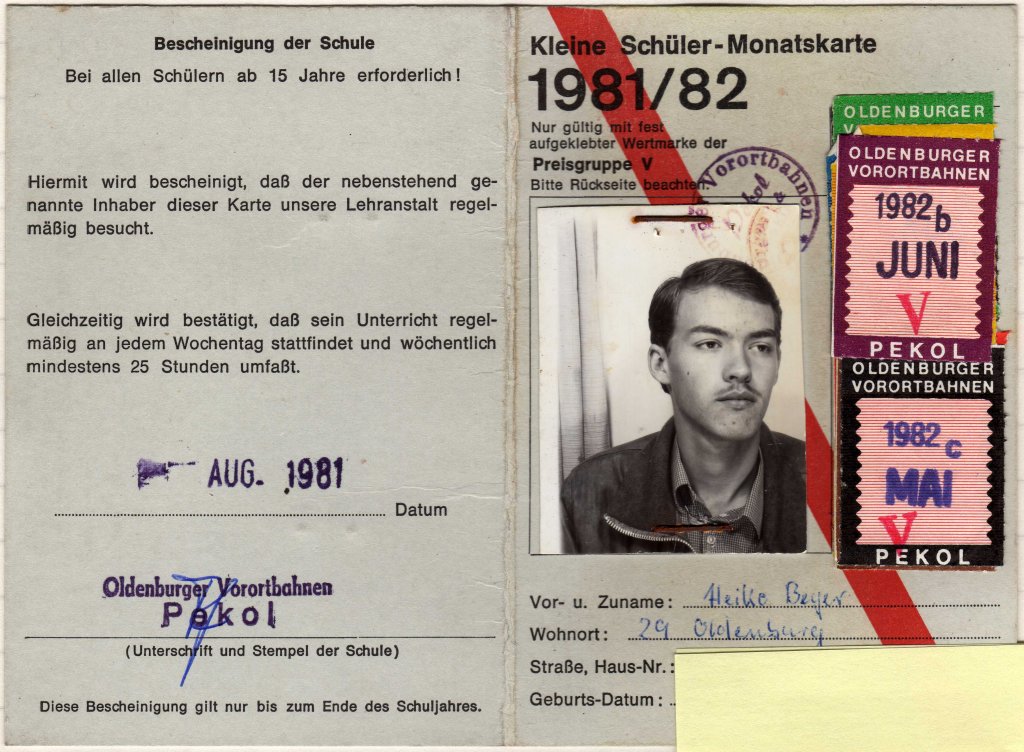 Bescheinigung der Schule
Bei allen Schülern ab 15 Jahre erforderlich!
Hiermit wird bescheinigt, daß der nebenstehend ge-
nannte Inhaber dieser Karte unsere Lehranstalt regel-
mäßig besucht.
Gleichzeitig wird bestätigt, daß sein Unterricht regel-
mäßig an jedem Wochentag stattfindet und wöchentlich
mindestens 25 Stunden umfaßt.
AUG. 1981
Datum
Oldenburger Vorortbahnen
Pekol
(Unterschrift und Stempel der Schule)
Diese Bescheinigung gilt nur bis zum Ende des Schuljahres.
Kleine Schüler-Monatskarte
1981/82
Nur gültig mit fest
aufgeklebter Wertmarke der
Preisgruppe V
Bitte Rückseite beachten.
Vorortbahnen
OLDENBURGER
OLDENBURGER
VORORTBAHNEN
1982 b
JUNI
V
PEKOL
OLDENBURGER
VORORTBAHNEN
1982 c
MAI
V
PEKOL
Vor- u. Zuname: Heiko Beyer
Wohnort: 29 Oldenburg
Straße, Haus-Nr.:
Geburts-Datum: